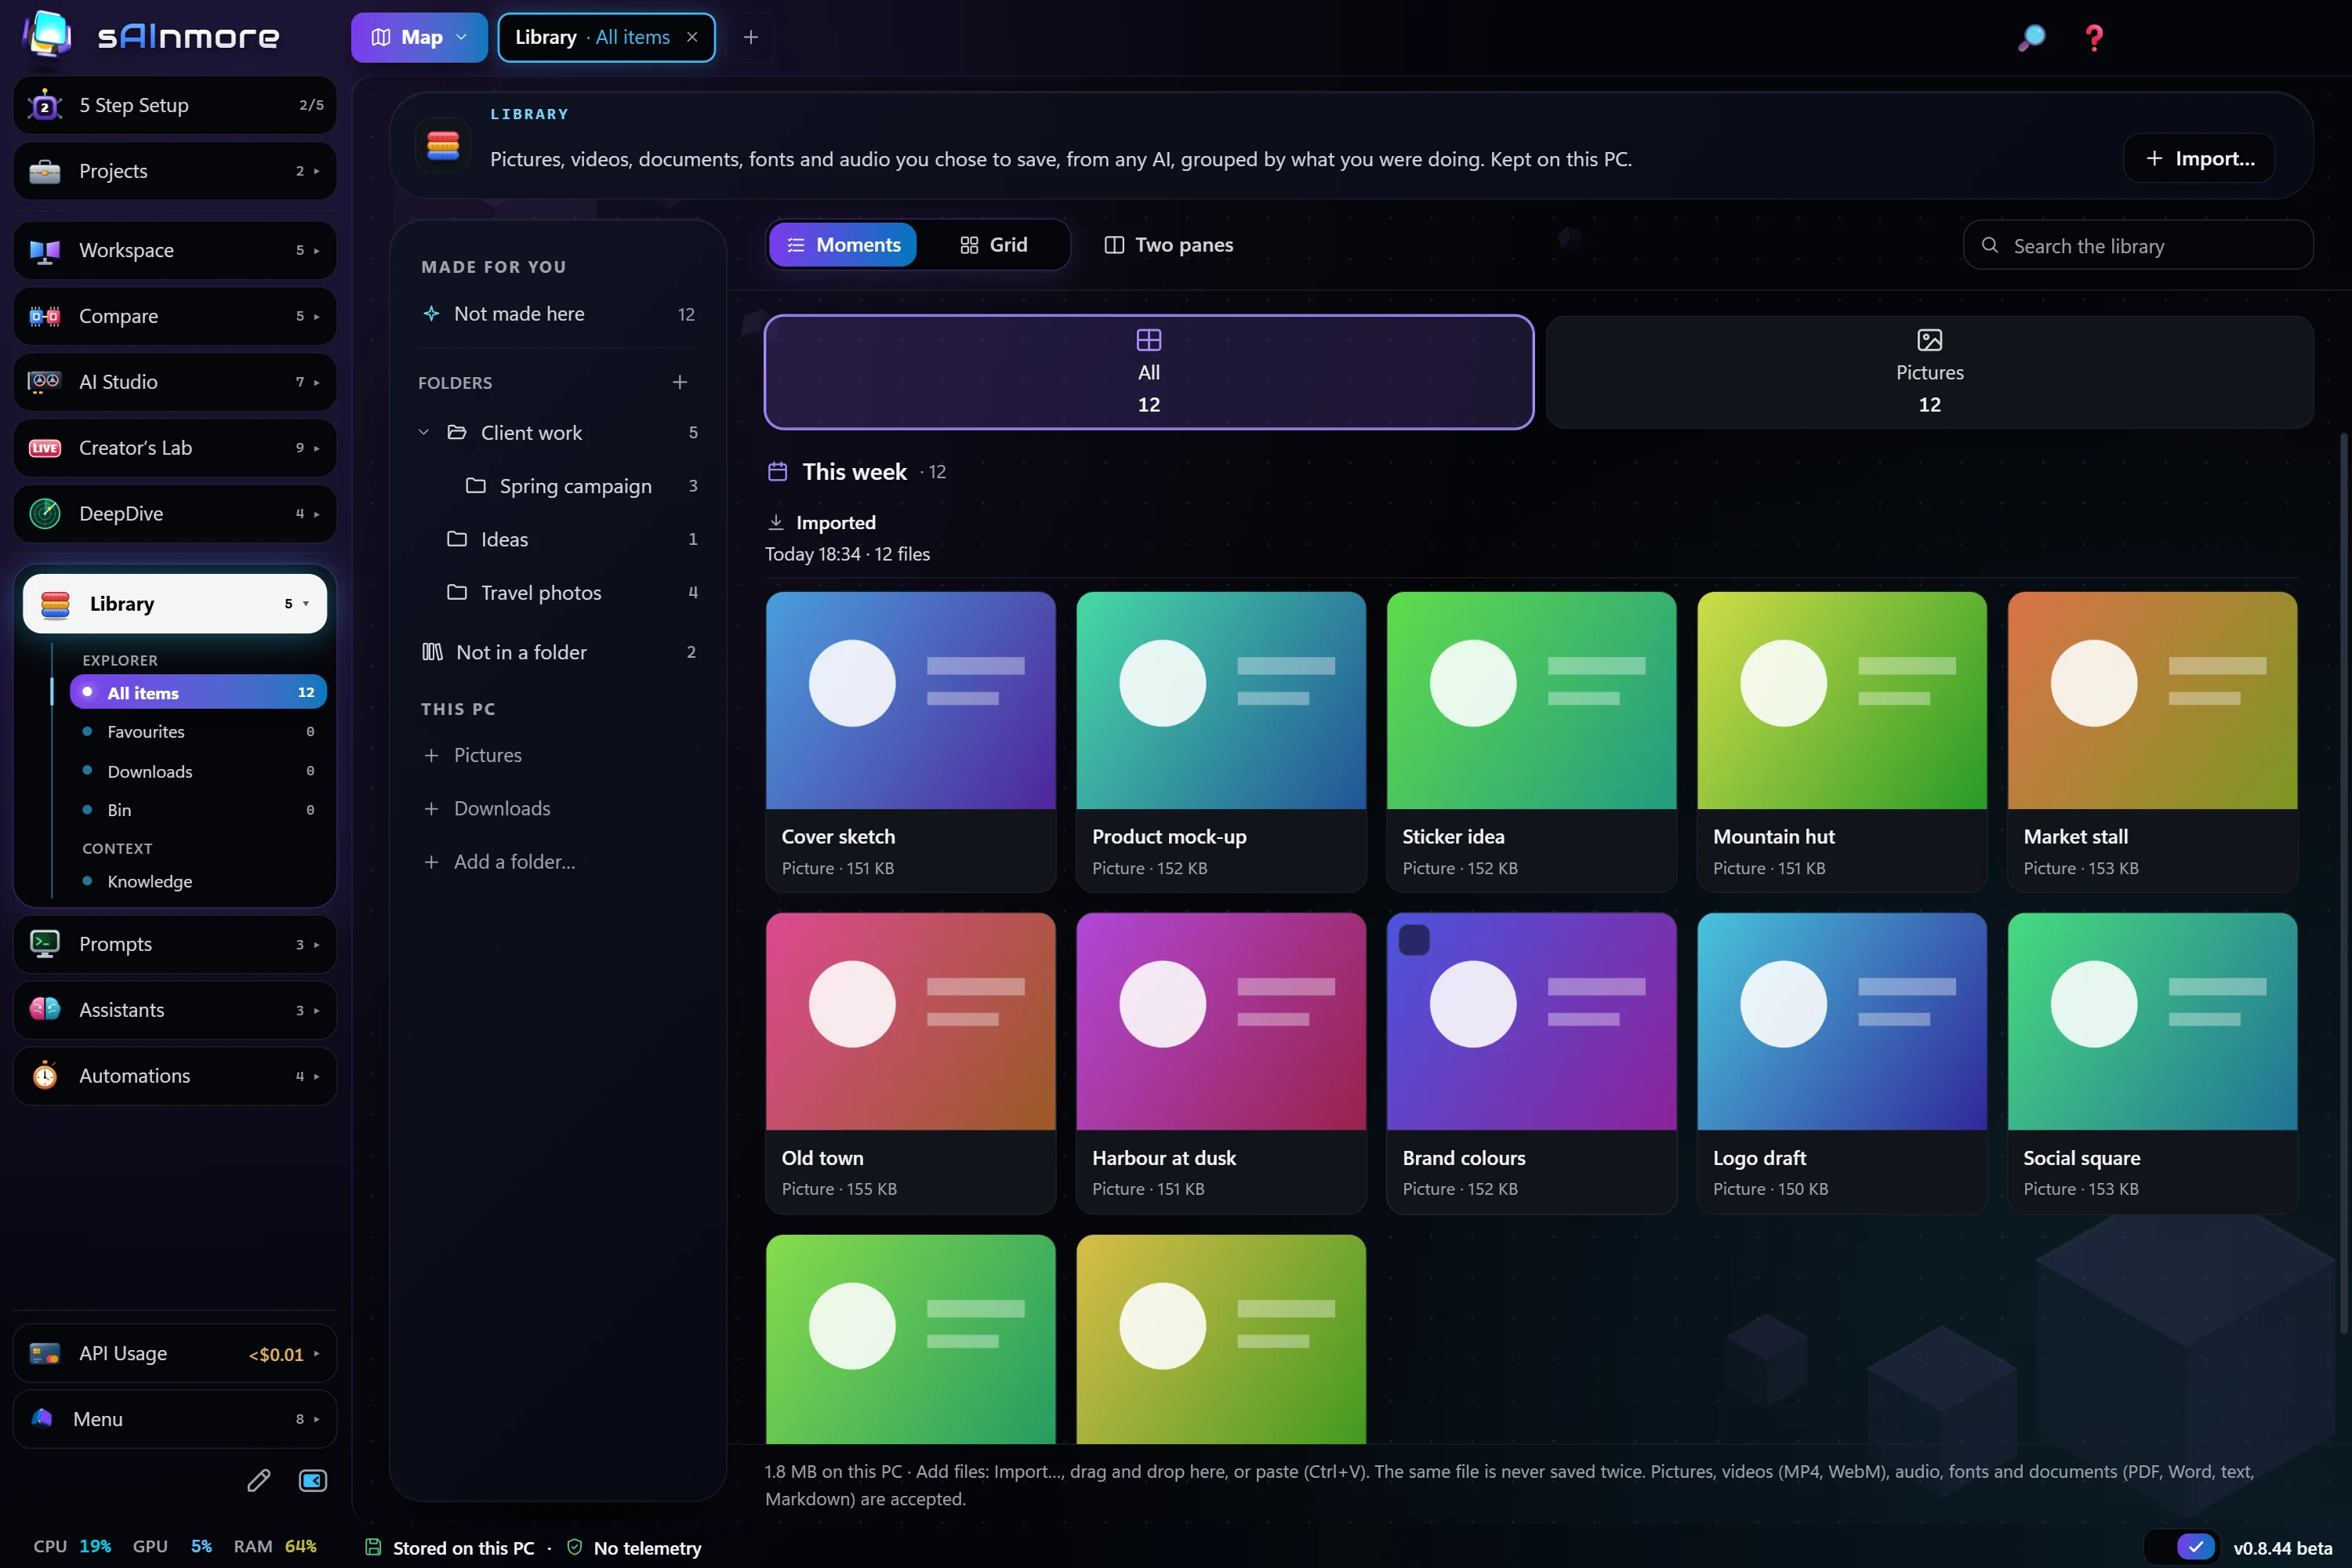 sAInmore
Map
Library · All items
5 Step Setup 2/5
Projects 2
Workspace 5
Compare 5
AI Studio 7
LIVE Creator’s Lab 9
DeepDive 4
Library 5
EXPLORER
All items 12
Favourites 0
Downloads 0
Bin 0
CONTEXT
Knowledge
Prompts 3
Assistants 3
Automations 4
API Usage <$0.01
Menu 8
CPU 19% GPU 5% RAM 64%
LIBRARY
Pictures, videos, documents, fonts and audio you chose to save, from any AI, grouped by what you were doing. Kept on this PC.
Import...
MADE FOR YOU
Not made here 12
FOLDERS
Client work 5
Spring campaign 3
Ideas 1
Travel photos 4
Not in a folder 2
THIS PC
Pictures
Downloads
Add a folder...
Moments
Grid
Two panes
Search the library
All
12
Pictures
12
This week · 12
Imported
Today 18:34 · 12 files
Cover sketch
Picture · 151 KB
Product mock-up
Picture · 152 KB
Sticker idea
Picture · 152 KB
Mountain hut
Picture · 151 KB
Market stall
Picture · 153 KB
Old town
Picture · 155 KB
Harbour at dusk
Picture · 151 KB
Brand colours
Picture · 152 KB
Logo draft
Picture · 150 KB
Social square
Picture · 153 KB
1.8 MB on this PC · Add files: Import..., drag and drop here, or paste (Ctrl+V). The same file is never saved twice. Pictures, videos (MP4, WebM), audio, fonts and documents (PDF, Word, text,
Markdown) are accepted.
Stored on this PC · No telemetry
v0.8.44 beta